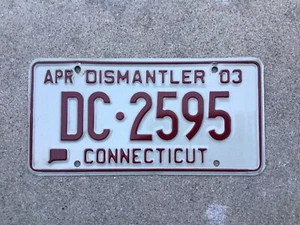 APR DISMANTLER 03
DC·2595
CONNECTICUT